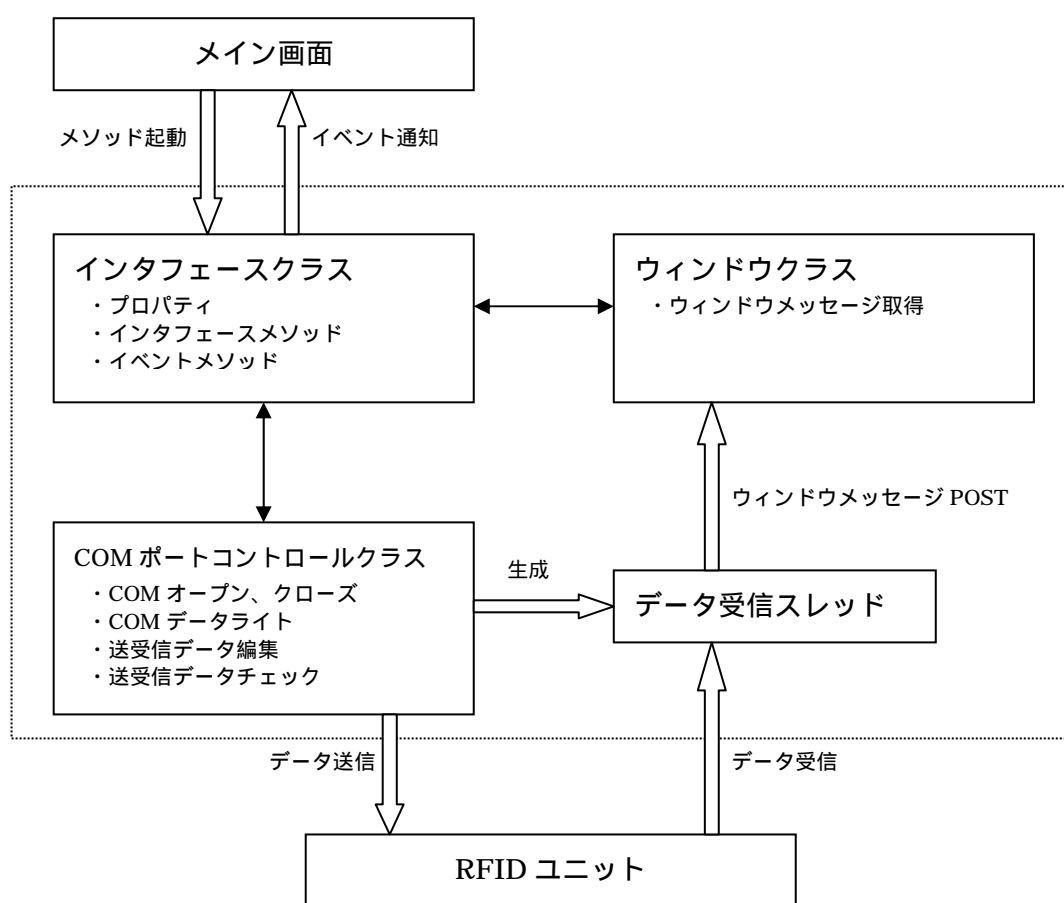 メイン画面
メソッド起動
イベント通知
インタフェースクラス
・プロパティ
・インタフェースメソッド
・イベントメソッド
ウィンドウクラス
・ウィンドウメッセージ取得
ウィンドウメッセージ POST
COM ポートコントロールクラス
・COM オープン、クローズ
・COM データライト
・送受信データ編集
・送受信データチェック
生成
データ受信スレッド
データ送信
データ受信
RFID ユニット